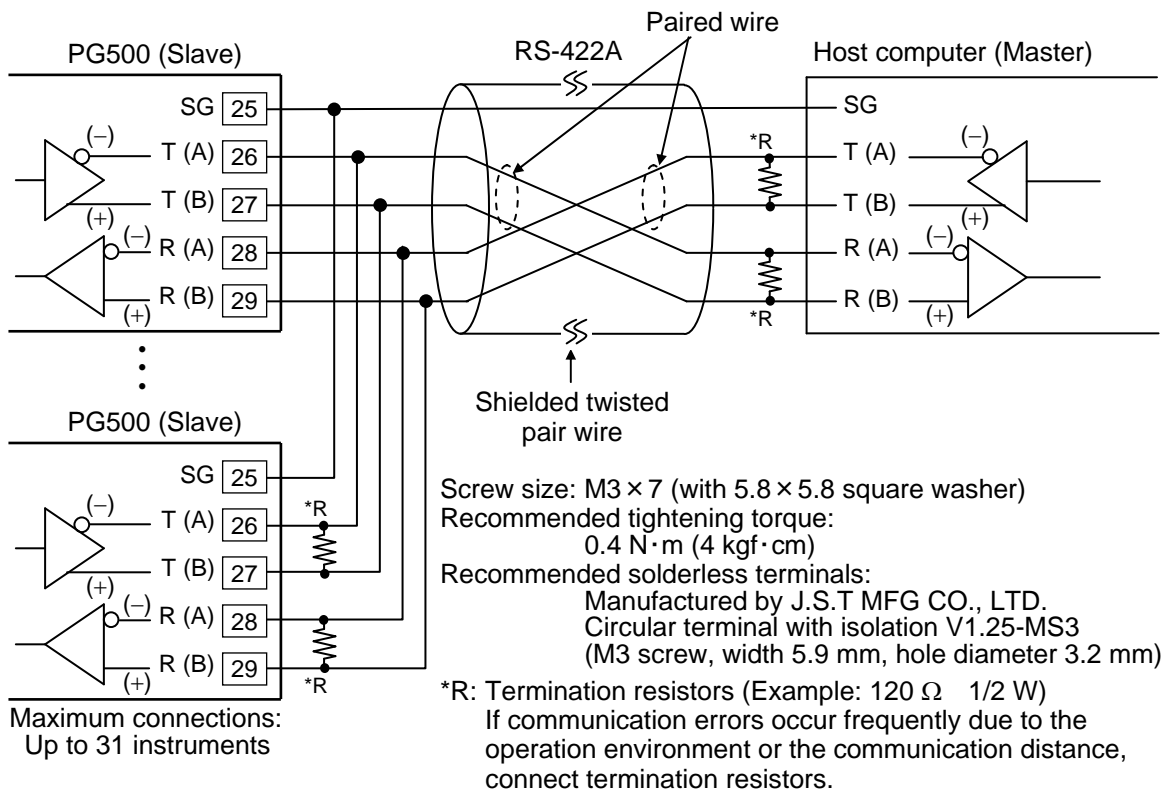 Paired wire
PG500 (Slave)
RS-422A
Host computer (Master)
SG 25
SG
(−) T (A) 26
*R T (A) (−)
T (B) 27
(+)
T (B) (+)
(−) R (A) 28
R (A) (−)
R (B) 29
(+)
*R R (B) (+)
*R
Shielded twisted
pair wire
PG500 (Slave)
SG 25
(−) T (A) 26 *R
T (B) 27
(+)
(−) R (A) 28
R (B) 29
(+) *R
Maximum connections:
Up to 31 instruments
Screw size: M3 × 7 (with 5.8 × 5.8 square washer)
Recommended tightening torque:
0.4 N·m (4 kgf·cm)
Recommended solderless terminals:
Manufactured by J.S.T MFG CO., LTD.
Circular terminal with isolation V1.25-MS3
(M3 screw, width 5.9 mm, hole diameter 3.2 mm)
*R: Termination resistors (Example: 120 Ω 1/2 W)
If communication errors occur frequently due to the
operation environment or the communication distance,
connect termination resistors.